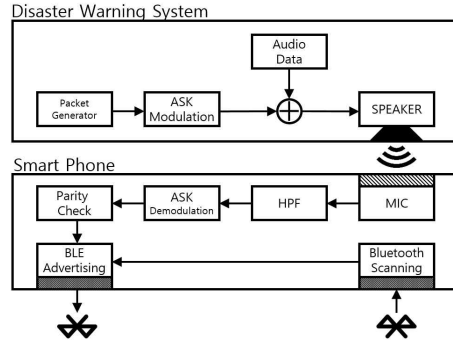 Disaster Warning System
Audio
Data
Packet
Generator
ASK
Modulation
SPEAKER
Smart Phone
Parity
Check
ASK
Demodulation
HPF
MIC
BLE
Advertising
Bluetooth
Scanning